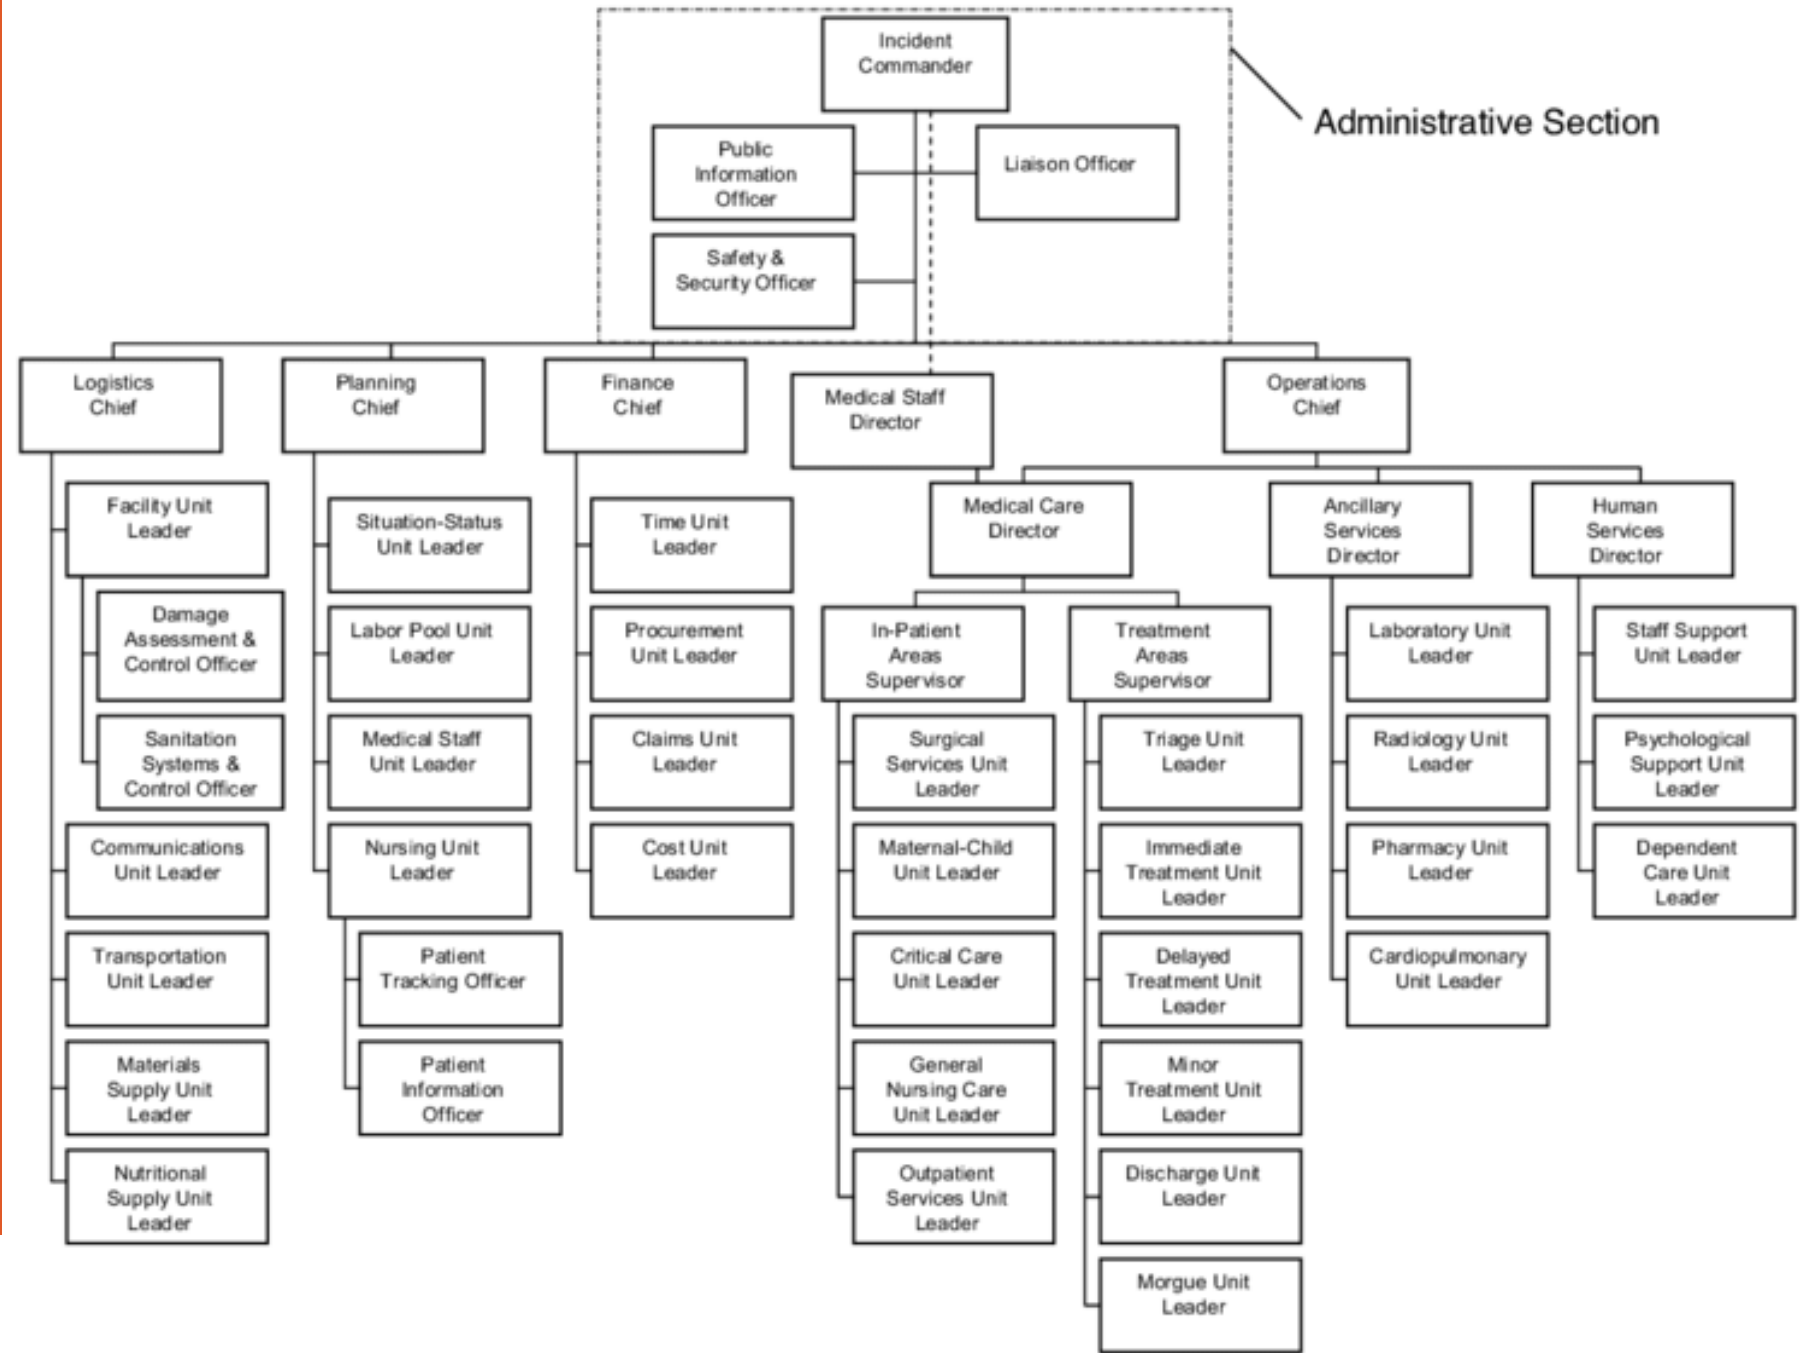 Incident
Commander
Administrative Section
Public
Information
Officer
Liaison Officer
Safety &
Security Officer
Logistics
Chief
Planning
Chief
Finance
Chief
Medical Staff
Director
Operations
Chief
Facility Unit
Leader
Damage
Assessment &
Control Officer
Sanitation
Systems &
Control Officer
Communications
Unit Leader
Transportation
Unit Leader
Materials
Supply Unit
Leader
Nutritional
Supply Unit
Leader
Situation-Status
Unit Leader
Labor Pool Unit
Leader
Medical Staff
Unit Leader
Nursing Unit
Leader
Patient
Tracking Officer
Patient
Information
Officer
Time Unit
Leader
Procurement
Unit Leader
Claims Unit
Leader
Cost Unit
Leader
Medical Care
Director
In-Patient
Areas
Supervisor
Surgical
Services Unit
Leader
Maternal-Child
Unit Leader
Critical Care
Unit Leader
General
Nursing Care
Unit Leader
Outpatient
Services Unit
Leader
Treatment
Areas
Supervisor
Triage Unit
Leader
Immediate
Treatment Unit
Leader
Delayed
Treatment Unit
Leader
Minor
Treatment Unit
Leader
Discharge Unit
Leader
Morgue Unit
Leader
Ancillary
Services
Director
Laboratory Unit
Leader
Radiology Unit
Leader
Pharmacy Unit
Leader
Cardiopulmonary
Unit Leader
Human
Services
Director
Staff Support
Unit Leader
Psychological
Support Unit
Leader
Dependent
Care Unit
Leader